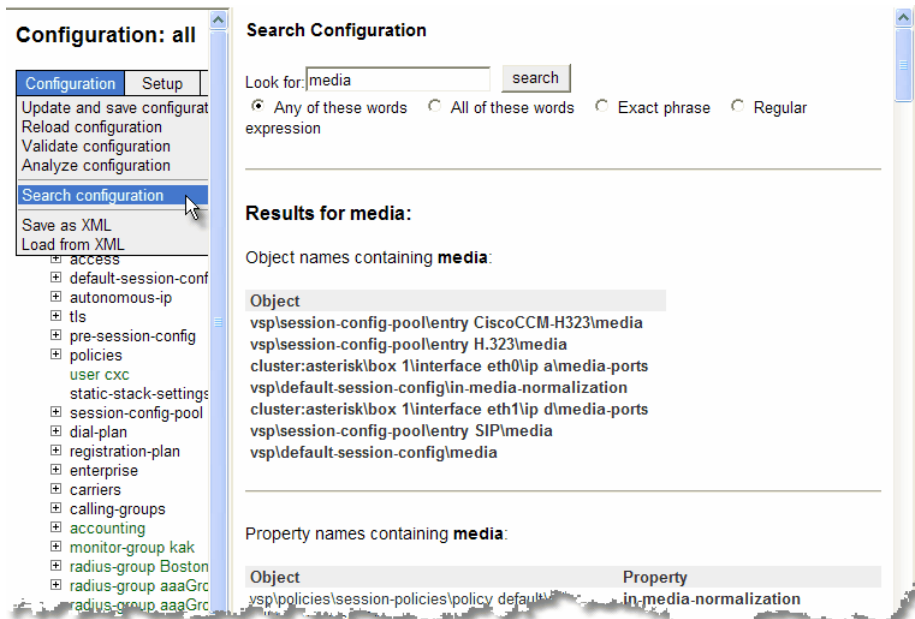 Configuration: all
Configuration Setup
Update and save configurat
Reload configuration
Validate configuration
Analyze configuration
Search configuration
Save as XML
Load from XML
access
default-session-conf
autonomous-ip
tls
pre-session-config
policies
user cxc
static-stack-settings
session-config-pool
dial-plan
registration-plan
enterprise
carriers
calling-groups
accounting
monitor-group kak
radius-group Boston
radius-group aaaGro
radius-group aaaGrc
Search Configuration
Look for: media search
Any of these words All of these words Exact phrase Regular
expression
Results for media:
Object names containing media:
Object
vsp\session-config-pool\entry CiscoCCM-H323\media
vsp\session-config-pool\entry H.323\media
cluster:asterisk\box 1\interface eth0\ip a\media-ports
vsp\default-session-config\in-media-normalization
cluster:asterisk\box 1\interface eth1\ip d\media-ports
vsp\session-config-pool\entry SIP\media
vsp\default-session-config\media
Property names containing media:
Object Property
vsp\policies\session-policies\policy default\ in-media-normalization